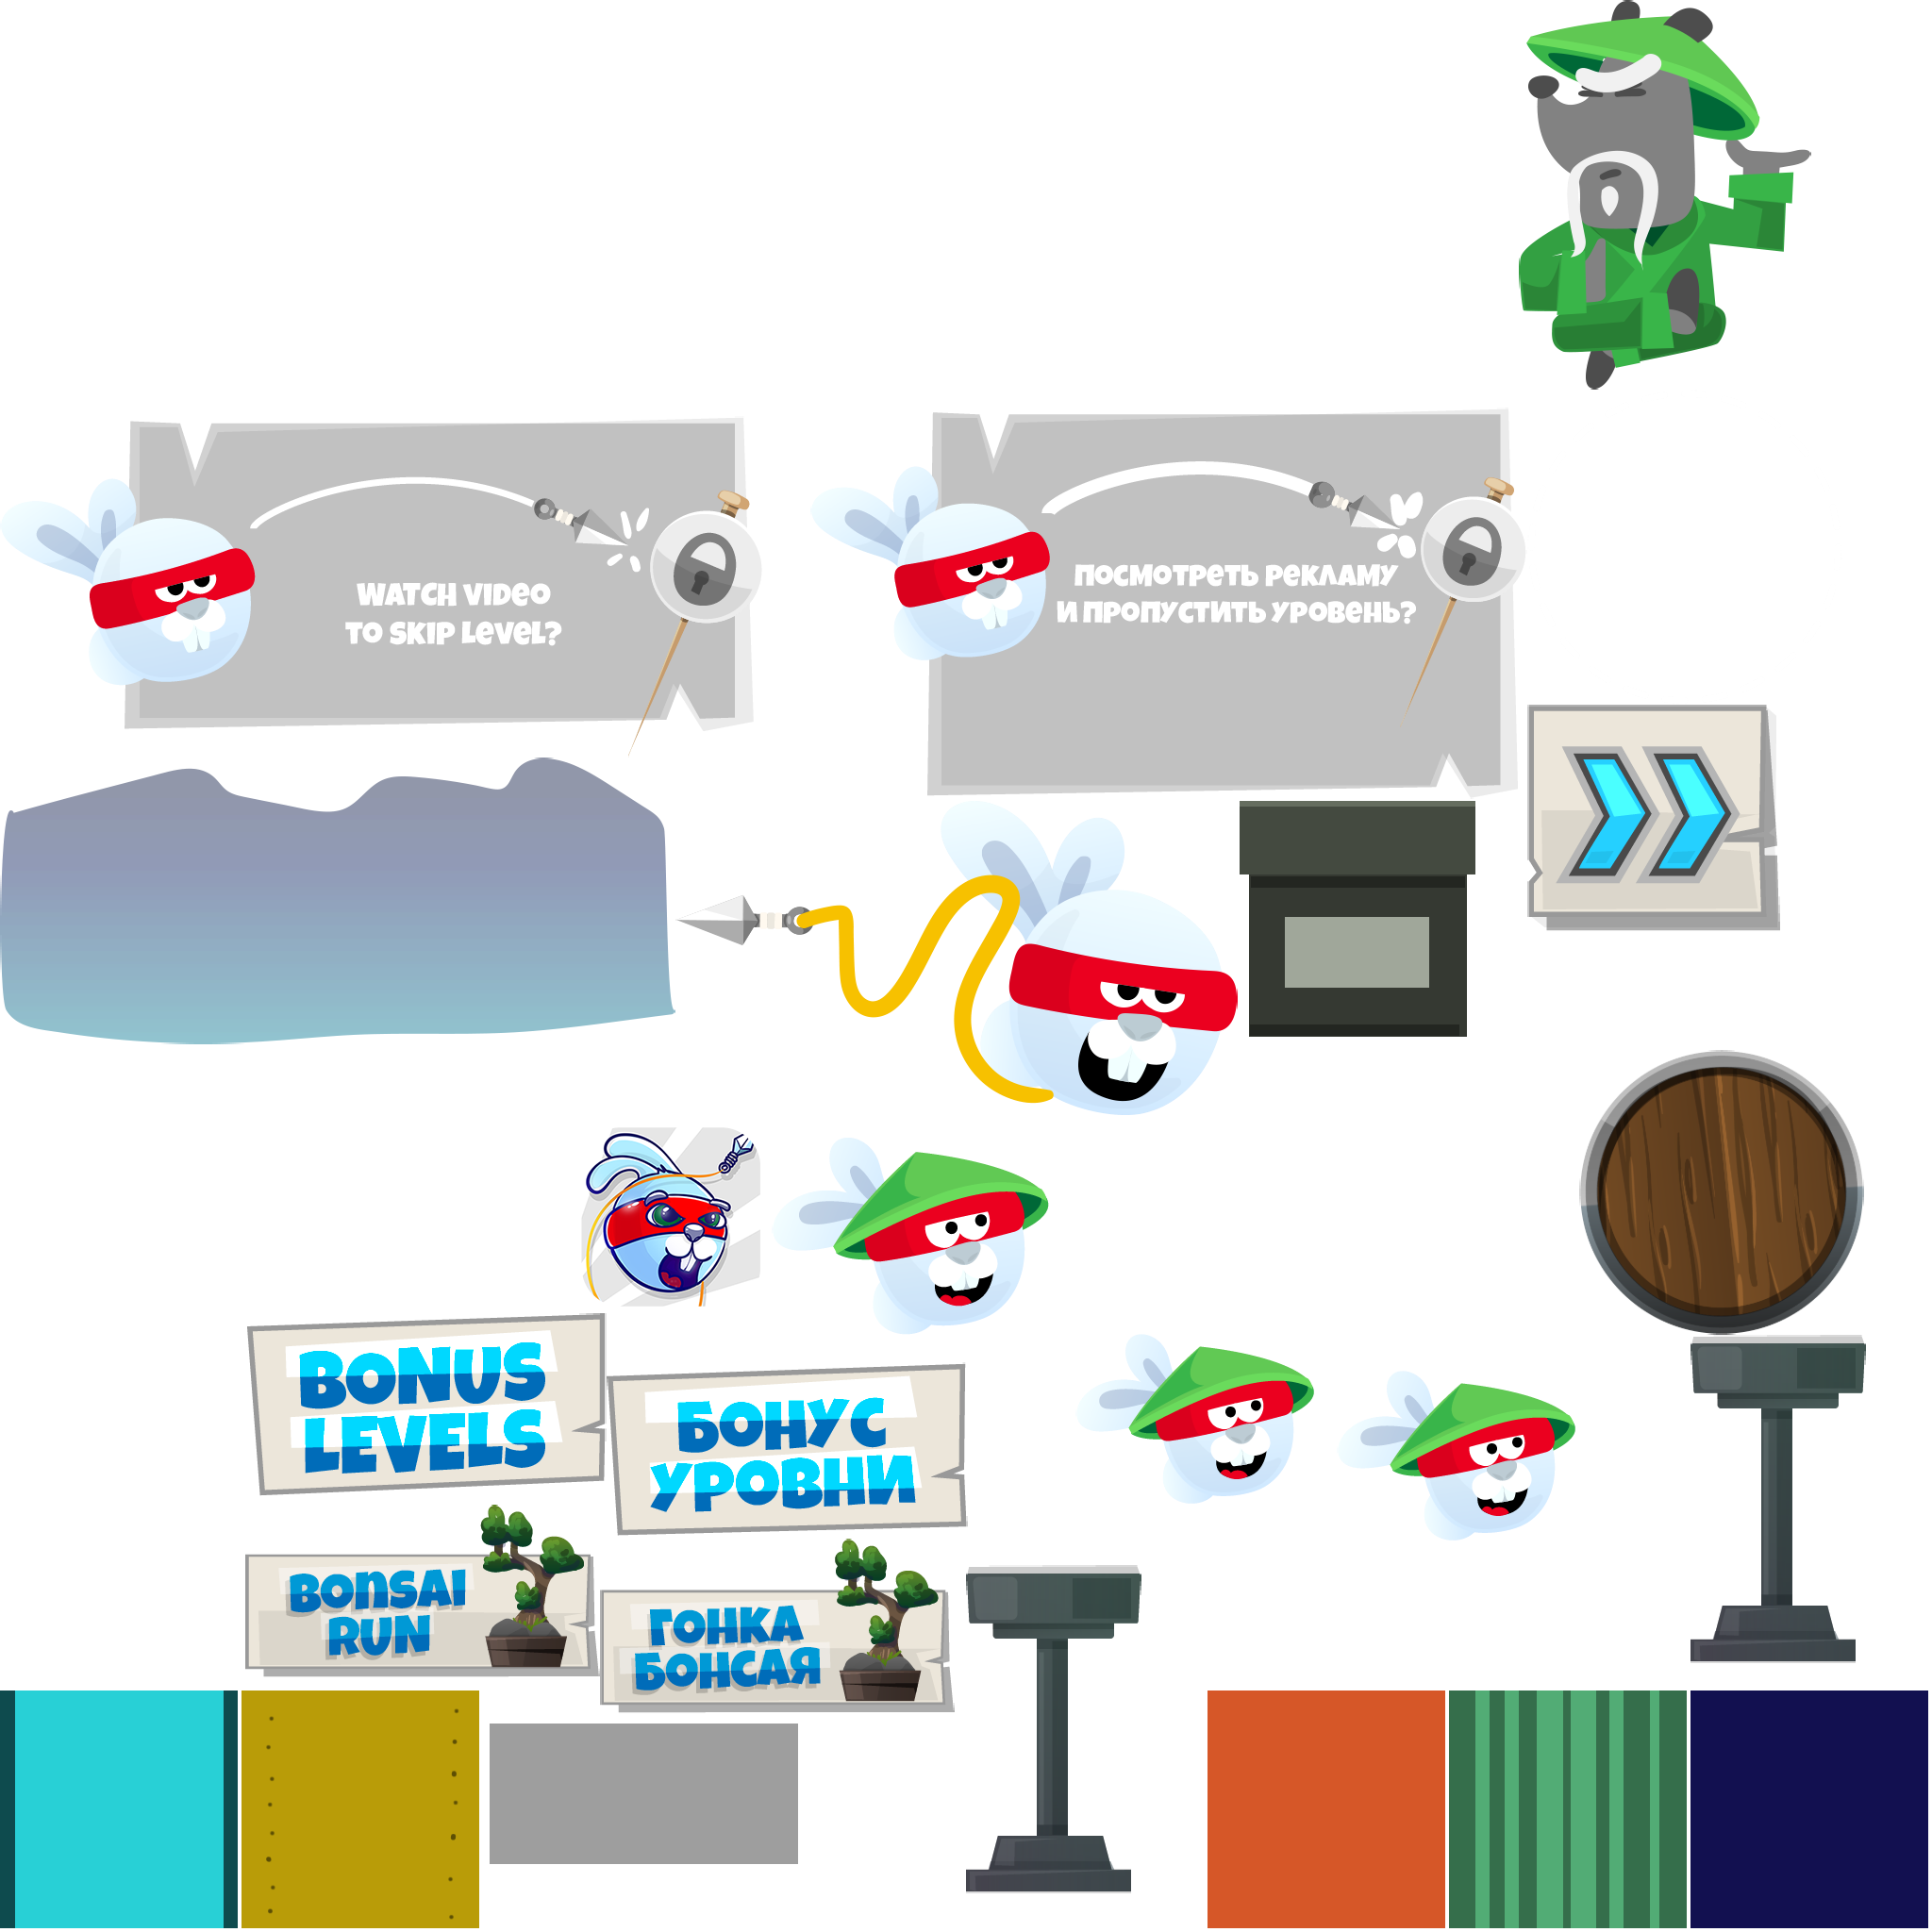 WATCH VIDEO
TO SKIP LEVEL?
ПОСМОТРЕТЬ РЕКЛАМУ
И ПРОПУСТИТЬ УРОВЕНЬ?
BONUS
LEVELS
БОНУС
УРОВНИ
BONSAI
RUN
ГОНКА
БОНСАЯ